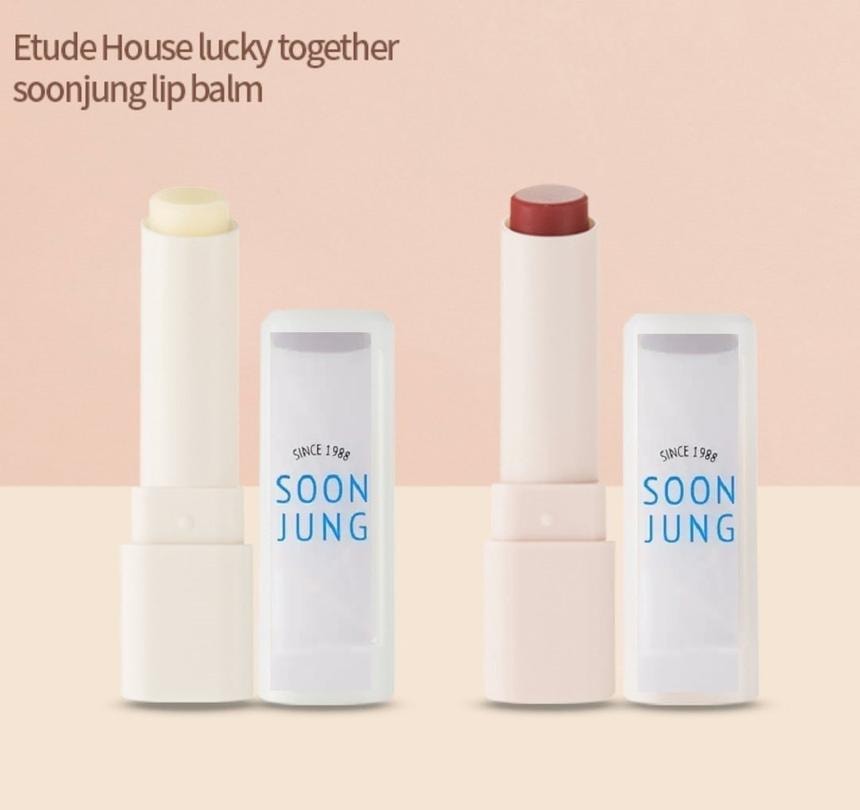 Etude House lucky together
soonjung lip balm
SINCE 1988
SOON
JUNG
SINCE 1988
SOON
JUNG